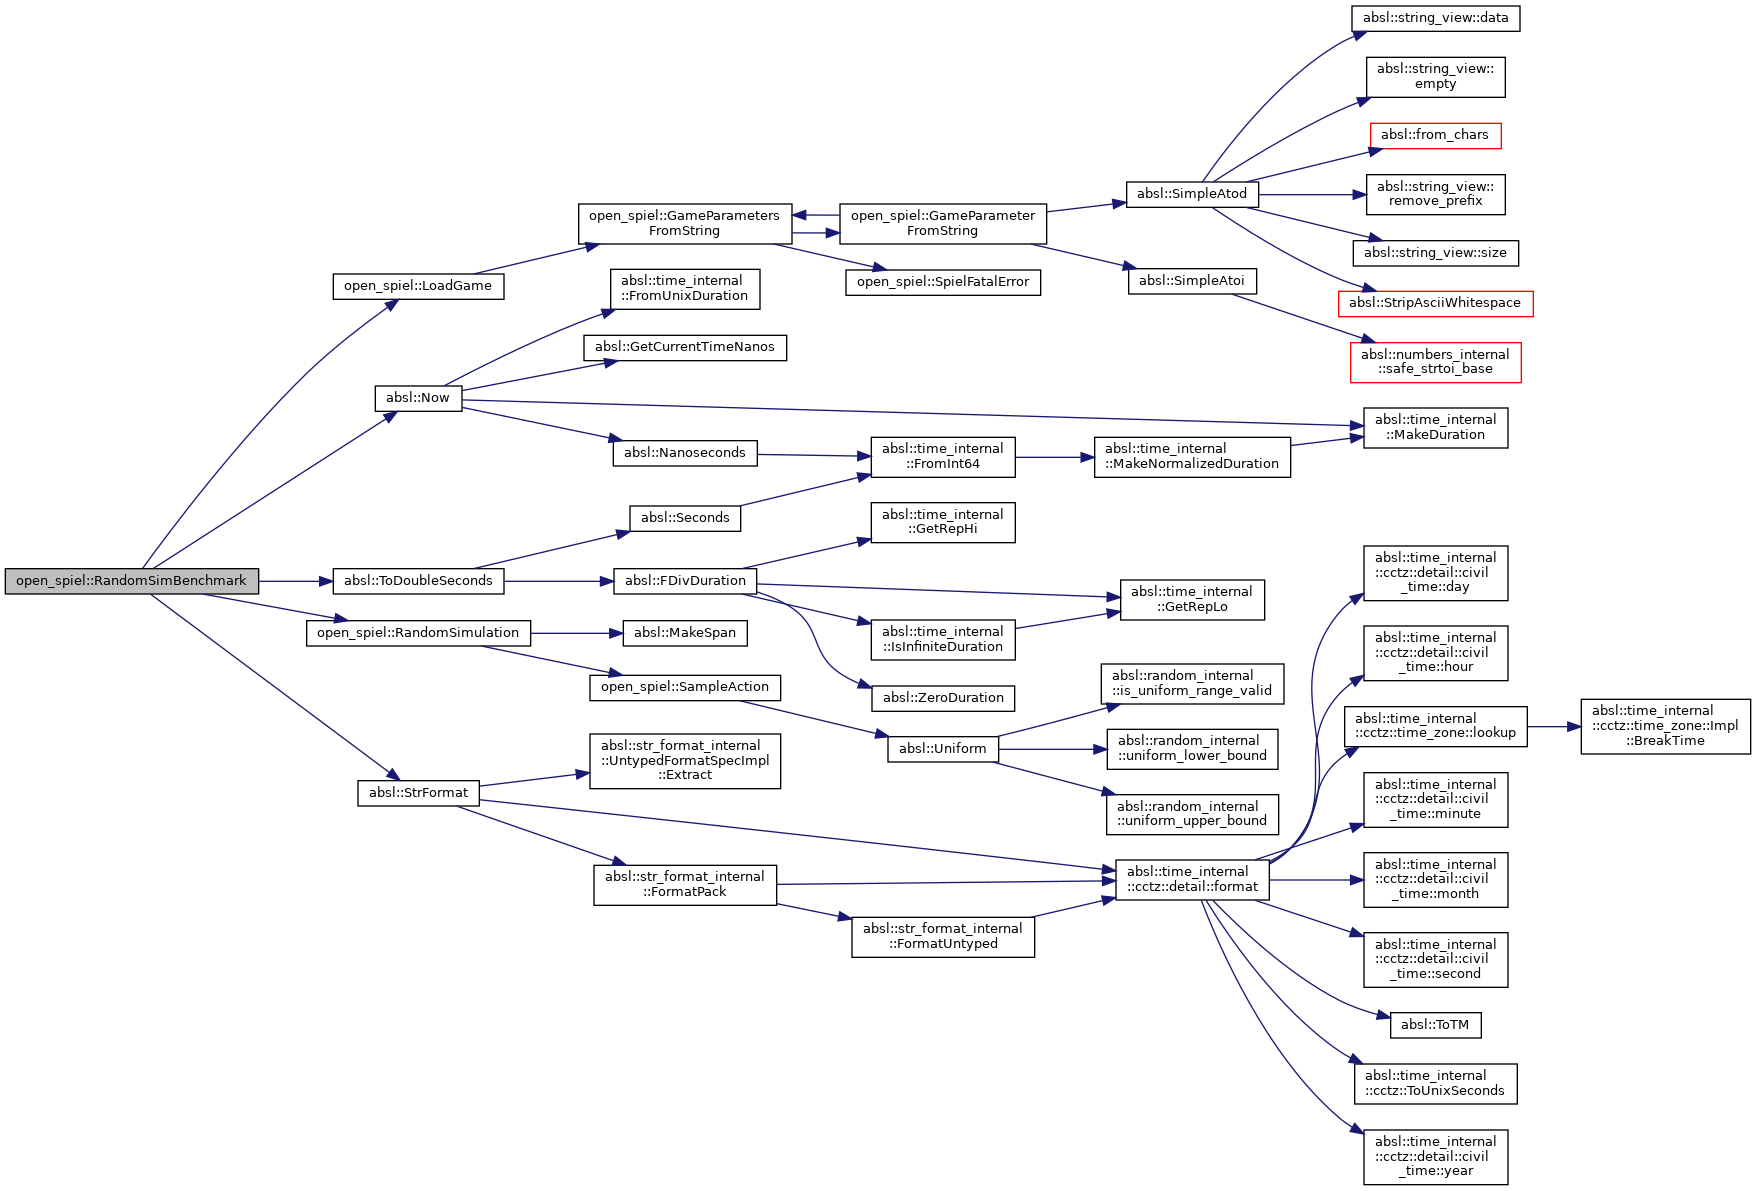 open_spiel::RandomSimBenchmark
open_spiel::LoadGame
absl::Now
absl::ToDoubleSeconds
open_spiel::RandomSimulation
absl::StrFormat
open_spiel::GameParameters
FromString
absl::time_internal
::FromUnixDuration
absl::GetCurrentTimeNanos
absl::Nanoseconds
absl::Seconds
absl::FDivDuration
absl::MakeSpan
open_spiel::SampleAction
absl::str_format_internal
::UntypedFormatSpecImpl
::Extract
absl::str_format_internal
::FormatPack
open_spiel::GameParameter
FromString
open_spiel::SpielFatalError
absl::time_internal
::FromInt64
absl::time_internal
::GetRepHi
absl::time_internal
::IsInfiniteDuration
absl::ZeroDuration
absl::Uniform
absl::str_format_internal
::FormatUntyped
absl::SimpleAtod
absl::SimpleAtoi
absl::time_internal
::MakeNormalizedDuration
absl::time_internal
::GetRepLo
absl::random_internal
::is_uniform_range_valid
absl::random_internal
::uniform_lower_bound
absl::random_internal
::uniform_upper_bound
absl::time_internal
::cctz::detail::format
absl::string_view::data
absl::string_view::
empty
absl::from_chars
absl::string_view::
remove_prefix
absl::string_view::size
absl::StripAsciiWhitespace
absl::numbers_internal
::safe_strtoi_base
absl::time_internal
::MakeDuration
absl::time_internal
::cctz::detail::civil
_time::day
absl::time_internal
::cctz::detail::civil
_time::hour
absl::time_internal
::cctz::time_zone::lookup
absl::time_internal
::cctz::detail::civil
_time::minute
absl::time_internal
::cctz::detail::civil
_time::month
absl::time_internal
::cctz::detail::civil
_time::second
absl::ToTM
absl::time_internal
::cctz::ToUnixSeconds
absl::time_internal
::cctz::detail::civil
_time::year
absl::time_internal
::cctz::time_zone::Impl
::BreakTime